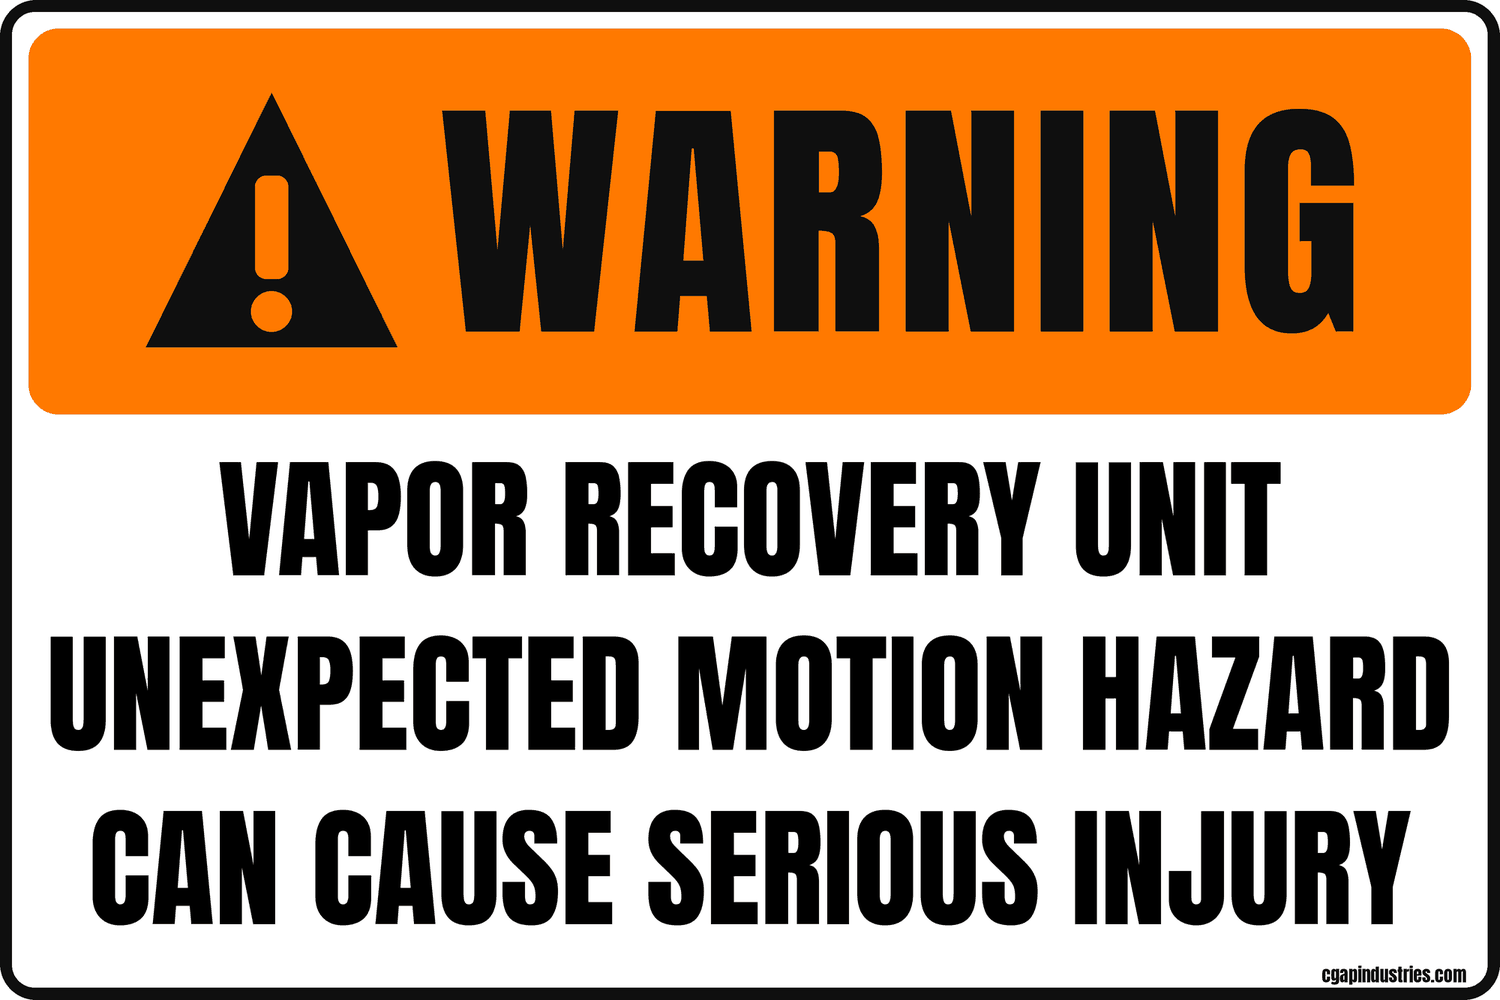 WARNING
VAPOR RECOVERY UNIT
UNEXPECTED MOTION HAZARD
CAN CAUSE SERIOUS INJURY
cgapindustries.com